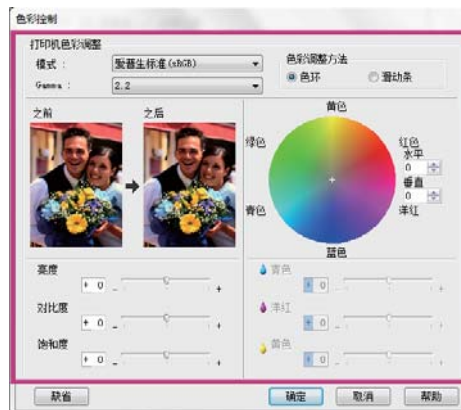 色彩控制
打印机色彩调整
模式 : 爱普生标准(sRGB)
Gamma : 2.2
色彩调整方法
色环 滑动条
之前 之后
黄色
绿色 红色
水平
0
垂直
0
青色 洋红
蓝色
亮度
+ 0 - +
对比度
+ 0 - +
饱和度
+ 0 - +
青色
+ 0 - +
洋红
+ 0 - +
黄色
+ 0 - +
缺省 确定 取消 帮助